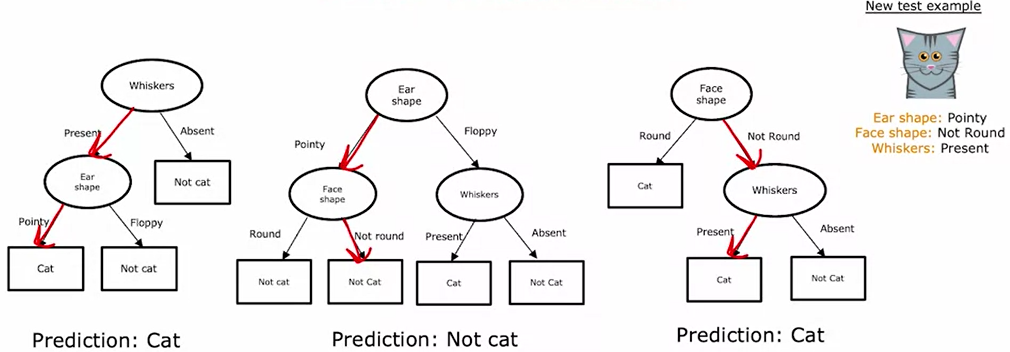 New test example
Ear shape: Pointy
Face shape: Not Round
Whiskers: Present
Whiskers
Present
Absent
Ear
shape
Not cat
Pointy
Floppy
Cat
Not cat
Prediction: Cat
Ear
shape
Pointy
Floppy
Face
shape
Whiskers
Round
Not round
Present
Absent
Not cat
Not Cat
Cat
Not Cat
Prediction: Not cat
Face
shape
Round
Not Round
Cat
Whiskers
Present
Absent
Cat
Not Cat
Prediction: Cat